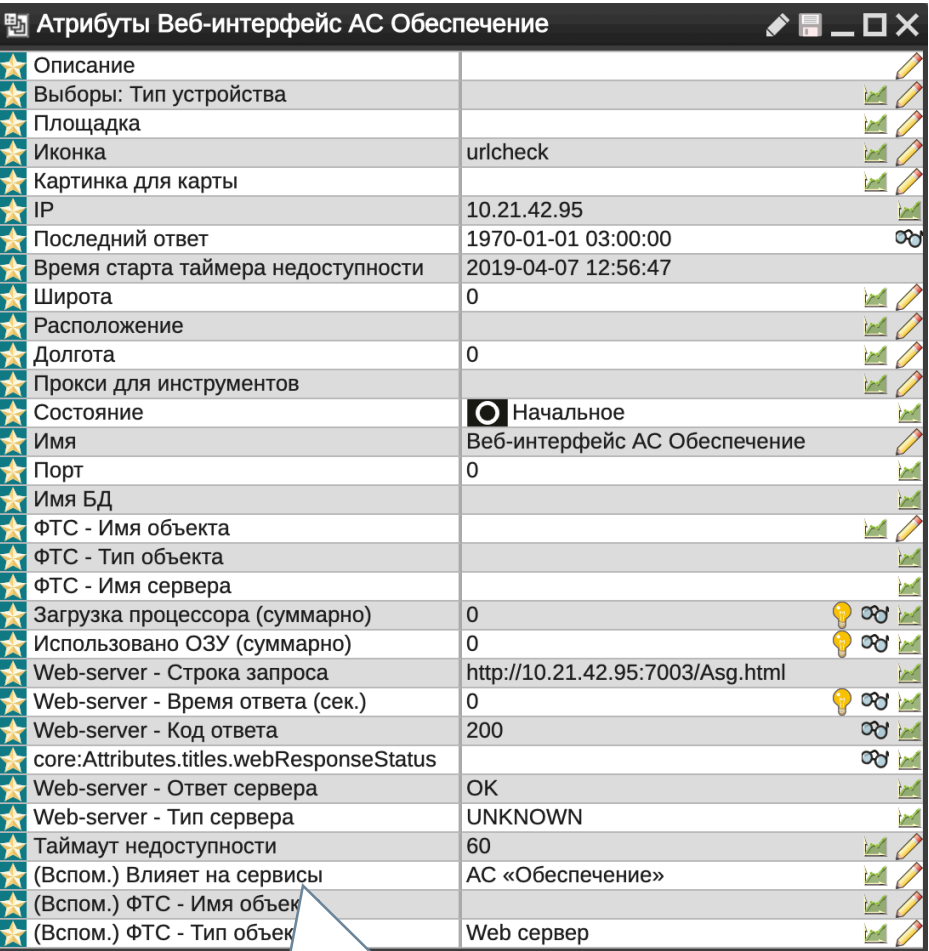 Атрибуты Веб-интерфейс АС Обеспечение
Описание
Выборы: Тип устройства
Площадка
Иконка urlcheck
Картинка для карты
IP 10.21.42.95
Последний ответ 1970-01-01 03:00:00
Время старта таймера недоступности 2019-04-07 12:56:47
Широта 0
Расположение
Долгота 0
Прокси для инструментов
Состояние Начальное
Имя Веб-интерфейс АС Обеспечение
Порт 0
Имя БД
ФТС - Имя объекта
ФТС - Тип объекта
ФТС - Имя сервера
Загрузка процессора (суммарно) 0
Использовано ОЗУ (суммарно) 0
Web-server - Строка запроса http://10.21.42.95:7003/Asg.html
Web-server - Время ответа (сек.) 0
Web-server - Код ответа 200
core:Attributes.titles.webResponseStatus
Web-server - Ответ сервера OK
Web-server - Тип сервера UNKNOWN
Таймаут недоступности 60
(Вспом.) Влияет на сервисы АС «Обеспечение»
(Вспом.) ФТС - Имя объек
(Вспом.) ФТС - Тип объек Web сервер